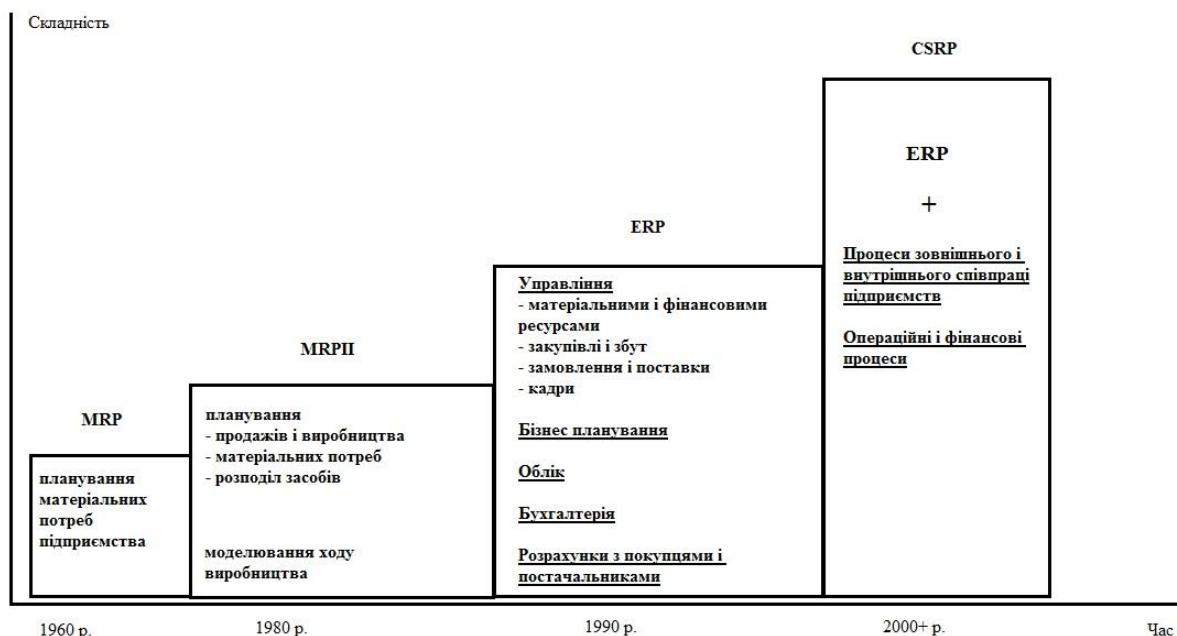 Складність
CSRP
ERP
+
Процеси зовнішнього і
внутрішнього співпраці
підприємств
Операційні і фінансові
процеси
ERP
Управління
- матеріальними і фінансовими
ресурсами
- закупівлі і збут
- замовлення і поставки
- кадри
Бізнес планування
Облік
Бухгалтерія
Розрахунки з покупцями і
постачальниками
MRPII
планування
- продажів і виробництва
- матеріальних потреб
- розподіл засобів
моделювання ходу
виробництва
MRP
планування
матеріальних
потреб
підприємства
1960 р.
1980 р.
1990 р.
2000+ р.
Час